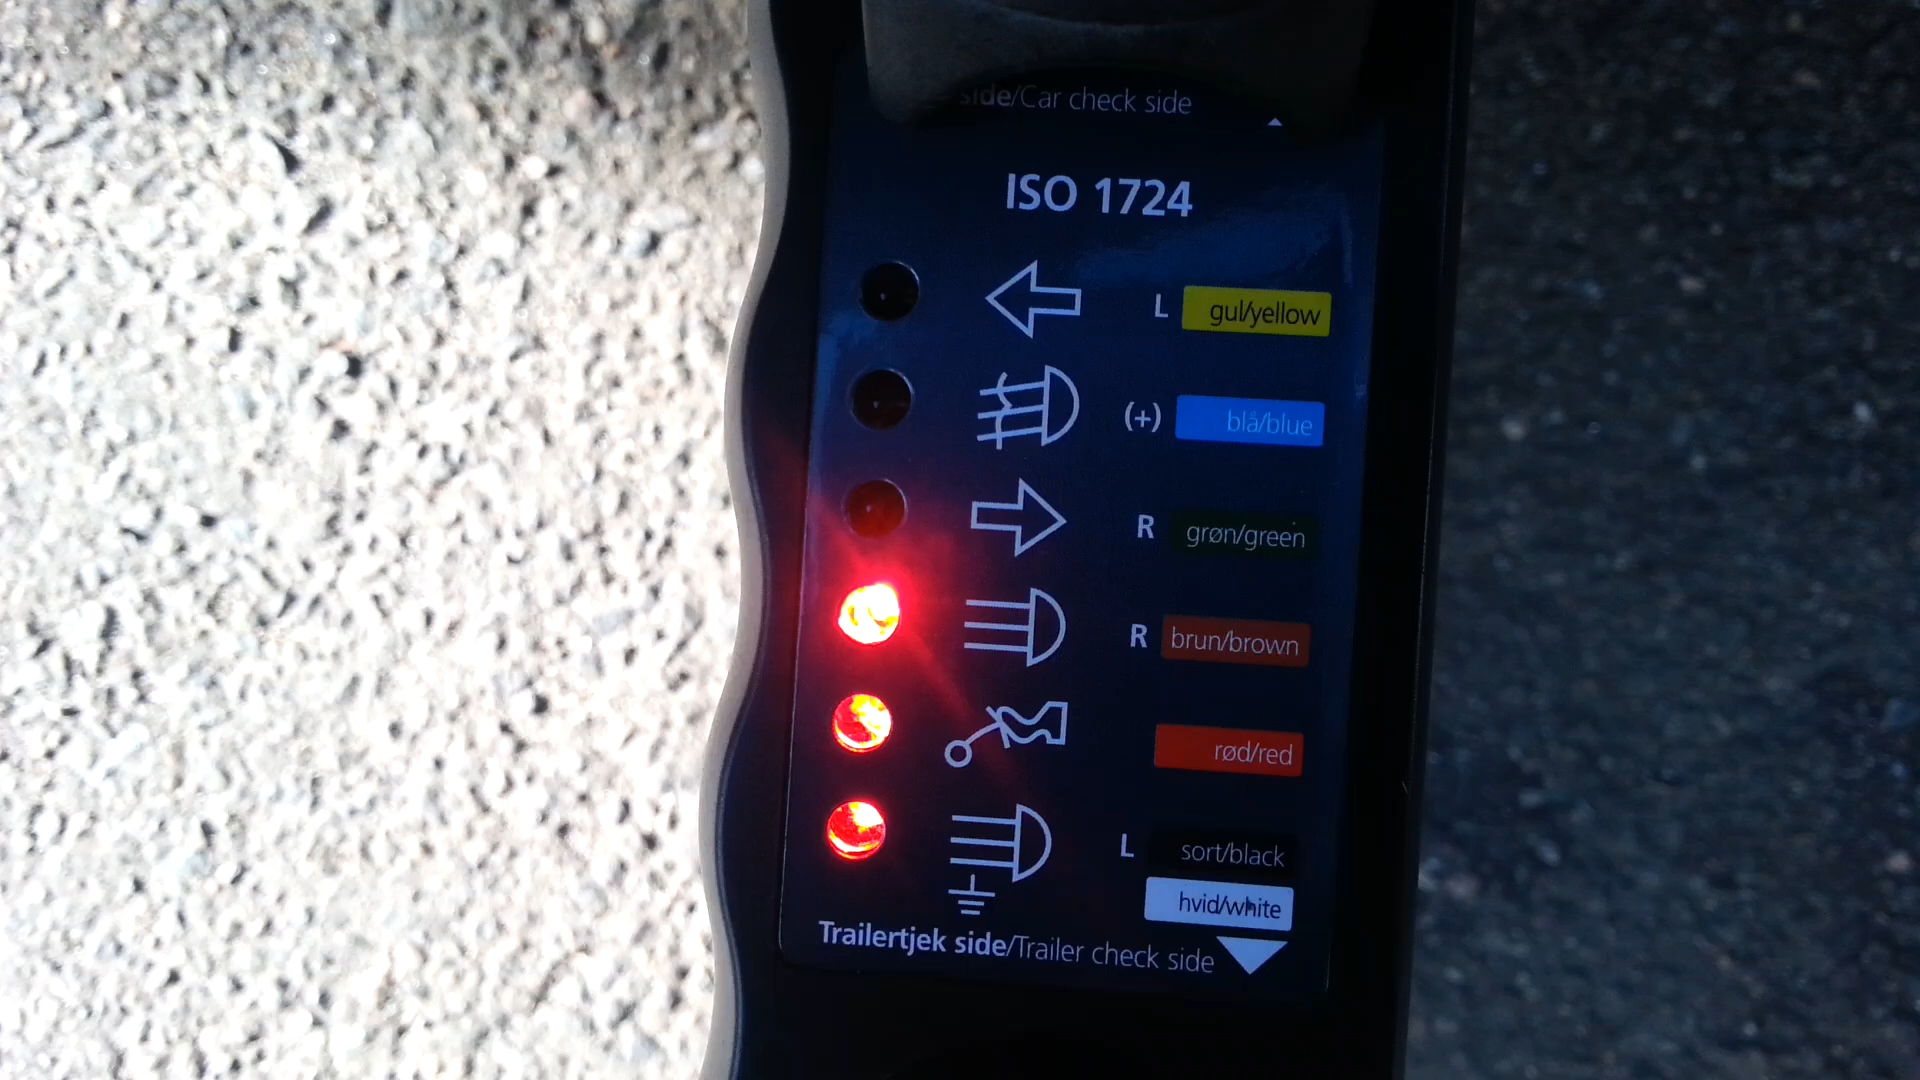 side/Car check side
ISO 1724
L gul/yellow
(+) blå/blue
R grøn/green
R brun/brown
rød/red
L sort/black
hvid/white
Trailertjek side/Trailer check side